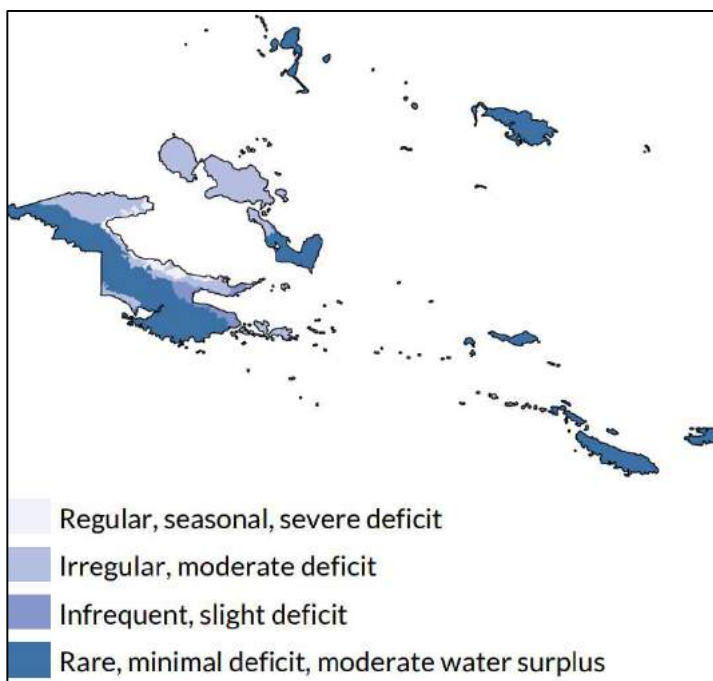 Regular, seasonal, severe deficit
Irregular, moderate deficit
Infrequent, slight deficit
Rare, minimal deficit, moderate water surplus